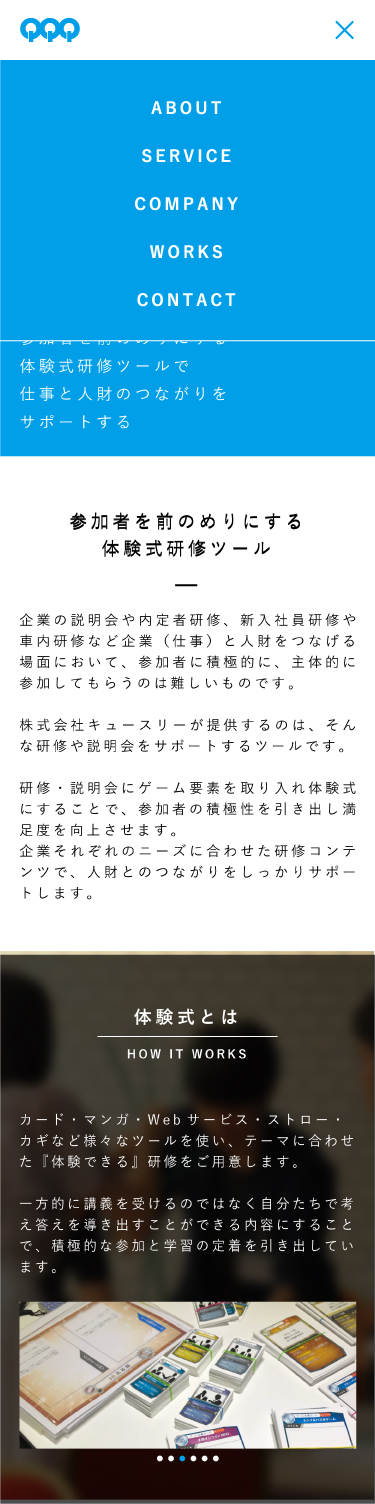 QQQ
ABOUT
SERVICE
COMPANY
WORKS
CONTACT
参加者を前のめりにする
体験式研修ツールで
仕事と人財のつながりを
サポートする
参加者を前のめりにする
体験式研修ツール
企業の説明会や内定者研修、新入社員研修や
車内研修など企業（仕事）と人財をつなげる
場面において、参加者に積極的に、主体的に
参加してもらうのは難しいものです。
株式会社キュースリーが提供するのは、そん
な研修や説明会をサポートするツールです。
研修・説明会にゲーム要素を取り入れ体験式
にすることで、参加者の積極性を引き出し満
足度を向上させます。
企業それぞれのニーズに合わせた研修コンテ
ンツで、人財とのつながりをしっかりサポー
トします。
体験式とは
HOW IT WORKS
カード・マンガ・Webサービス・ストロー・
カギなど様々なツールを使い、テーマに合わせ
た『体験できる』研修をご用意します。
一方的に講義を受けるのではなく自分たちで考
え答えを導き出すことができる内容にすること
で、積極的な参加と学習の定着を引き出してい
ます。